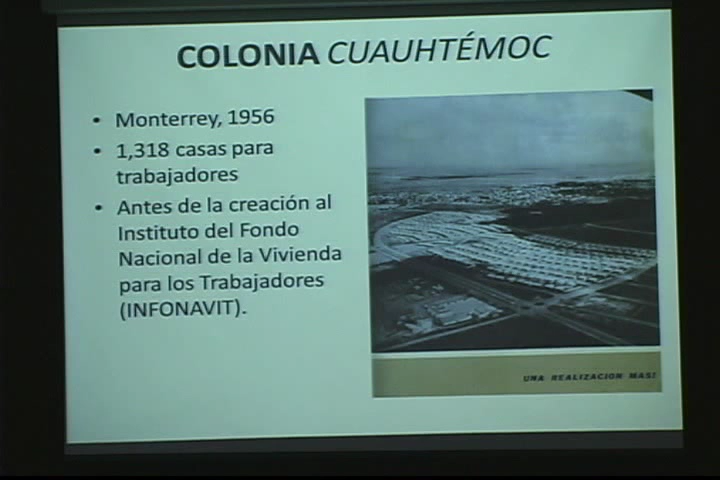 COLONIA CUAUHTÉMOC
• Monterrey, 1956
• 1,318 casas para
trabajadores
• Antes de la creación al
Instituto del Fondo
Nacional de la Vivienda
para los Trabajadores
(INFONAVIT).
UNA REALIZACION MAS!